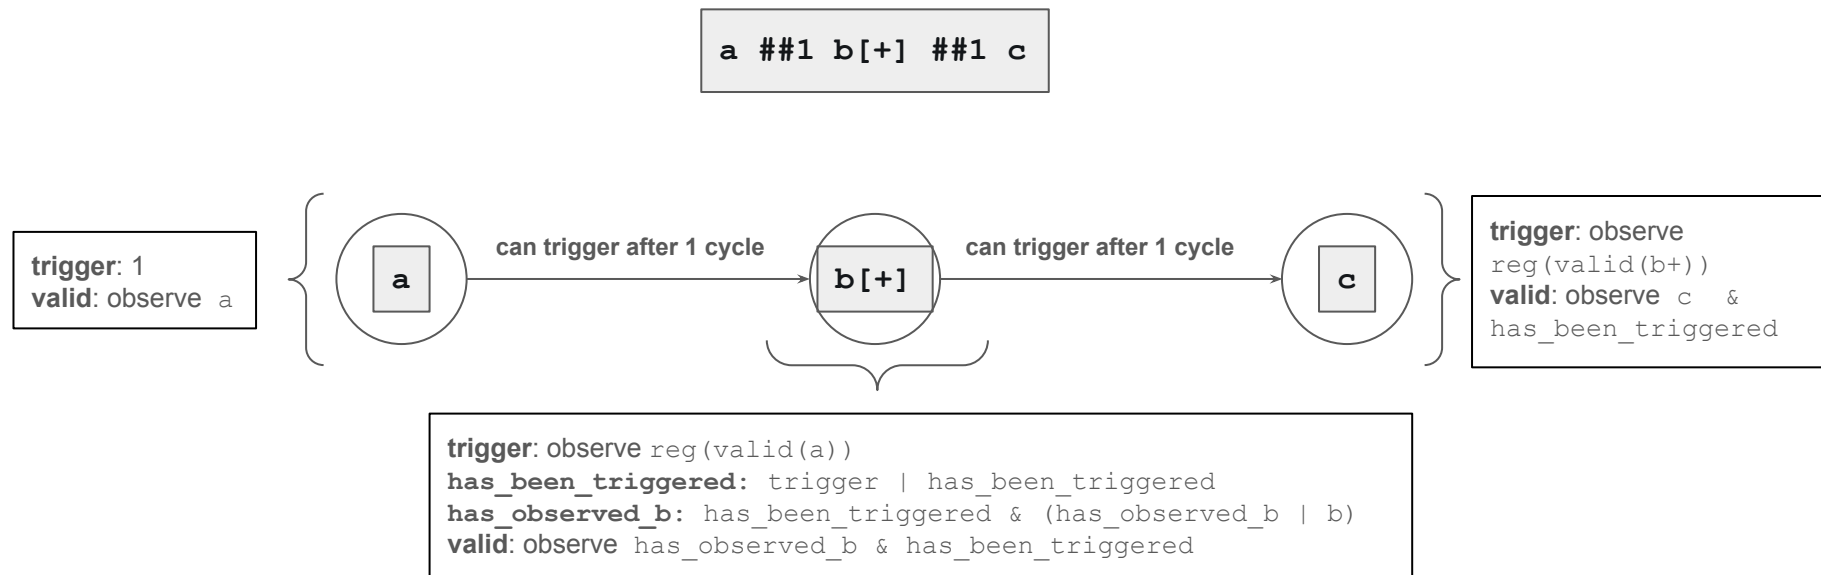 a ##1 b[+] ##1 c
trigger: 1
valid: observe a
a
can trigger after 1 cycle
b[+]
can trigger after 1 cycle
c
trigger: observe
reg(valid(b+))
valid: observe c &
has_been_triggered
trigger: observe reg(valid(a))
has_been_triggered: trigger | has_been_triggered
has_observed_b: has_been_triggered & (has_observed_b | b)
valid: observe has_observed_b & has_been_triggered